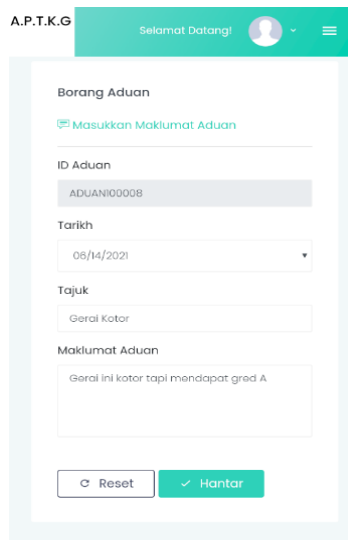 A.P.T.K.G
Selamat Datang!
Borang Aduan
Masukkan Maklumat Aduan
ID Aduan
ADUAN100008
Tarikh
06/14/2021
Tajuk
Gerai Kotor
Maklumat Aduan
Gerai ini kotor tapi mendapat gred A
Reset
Hantar